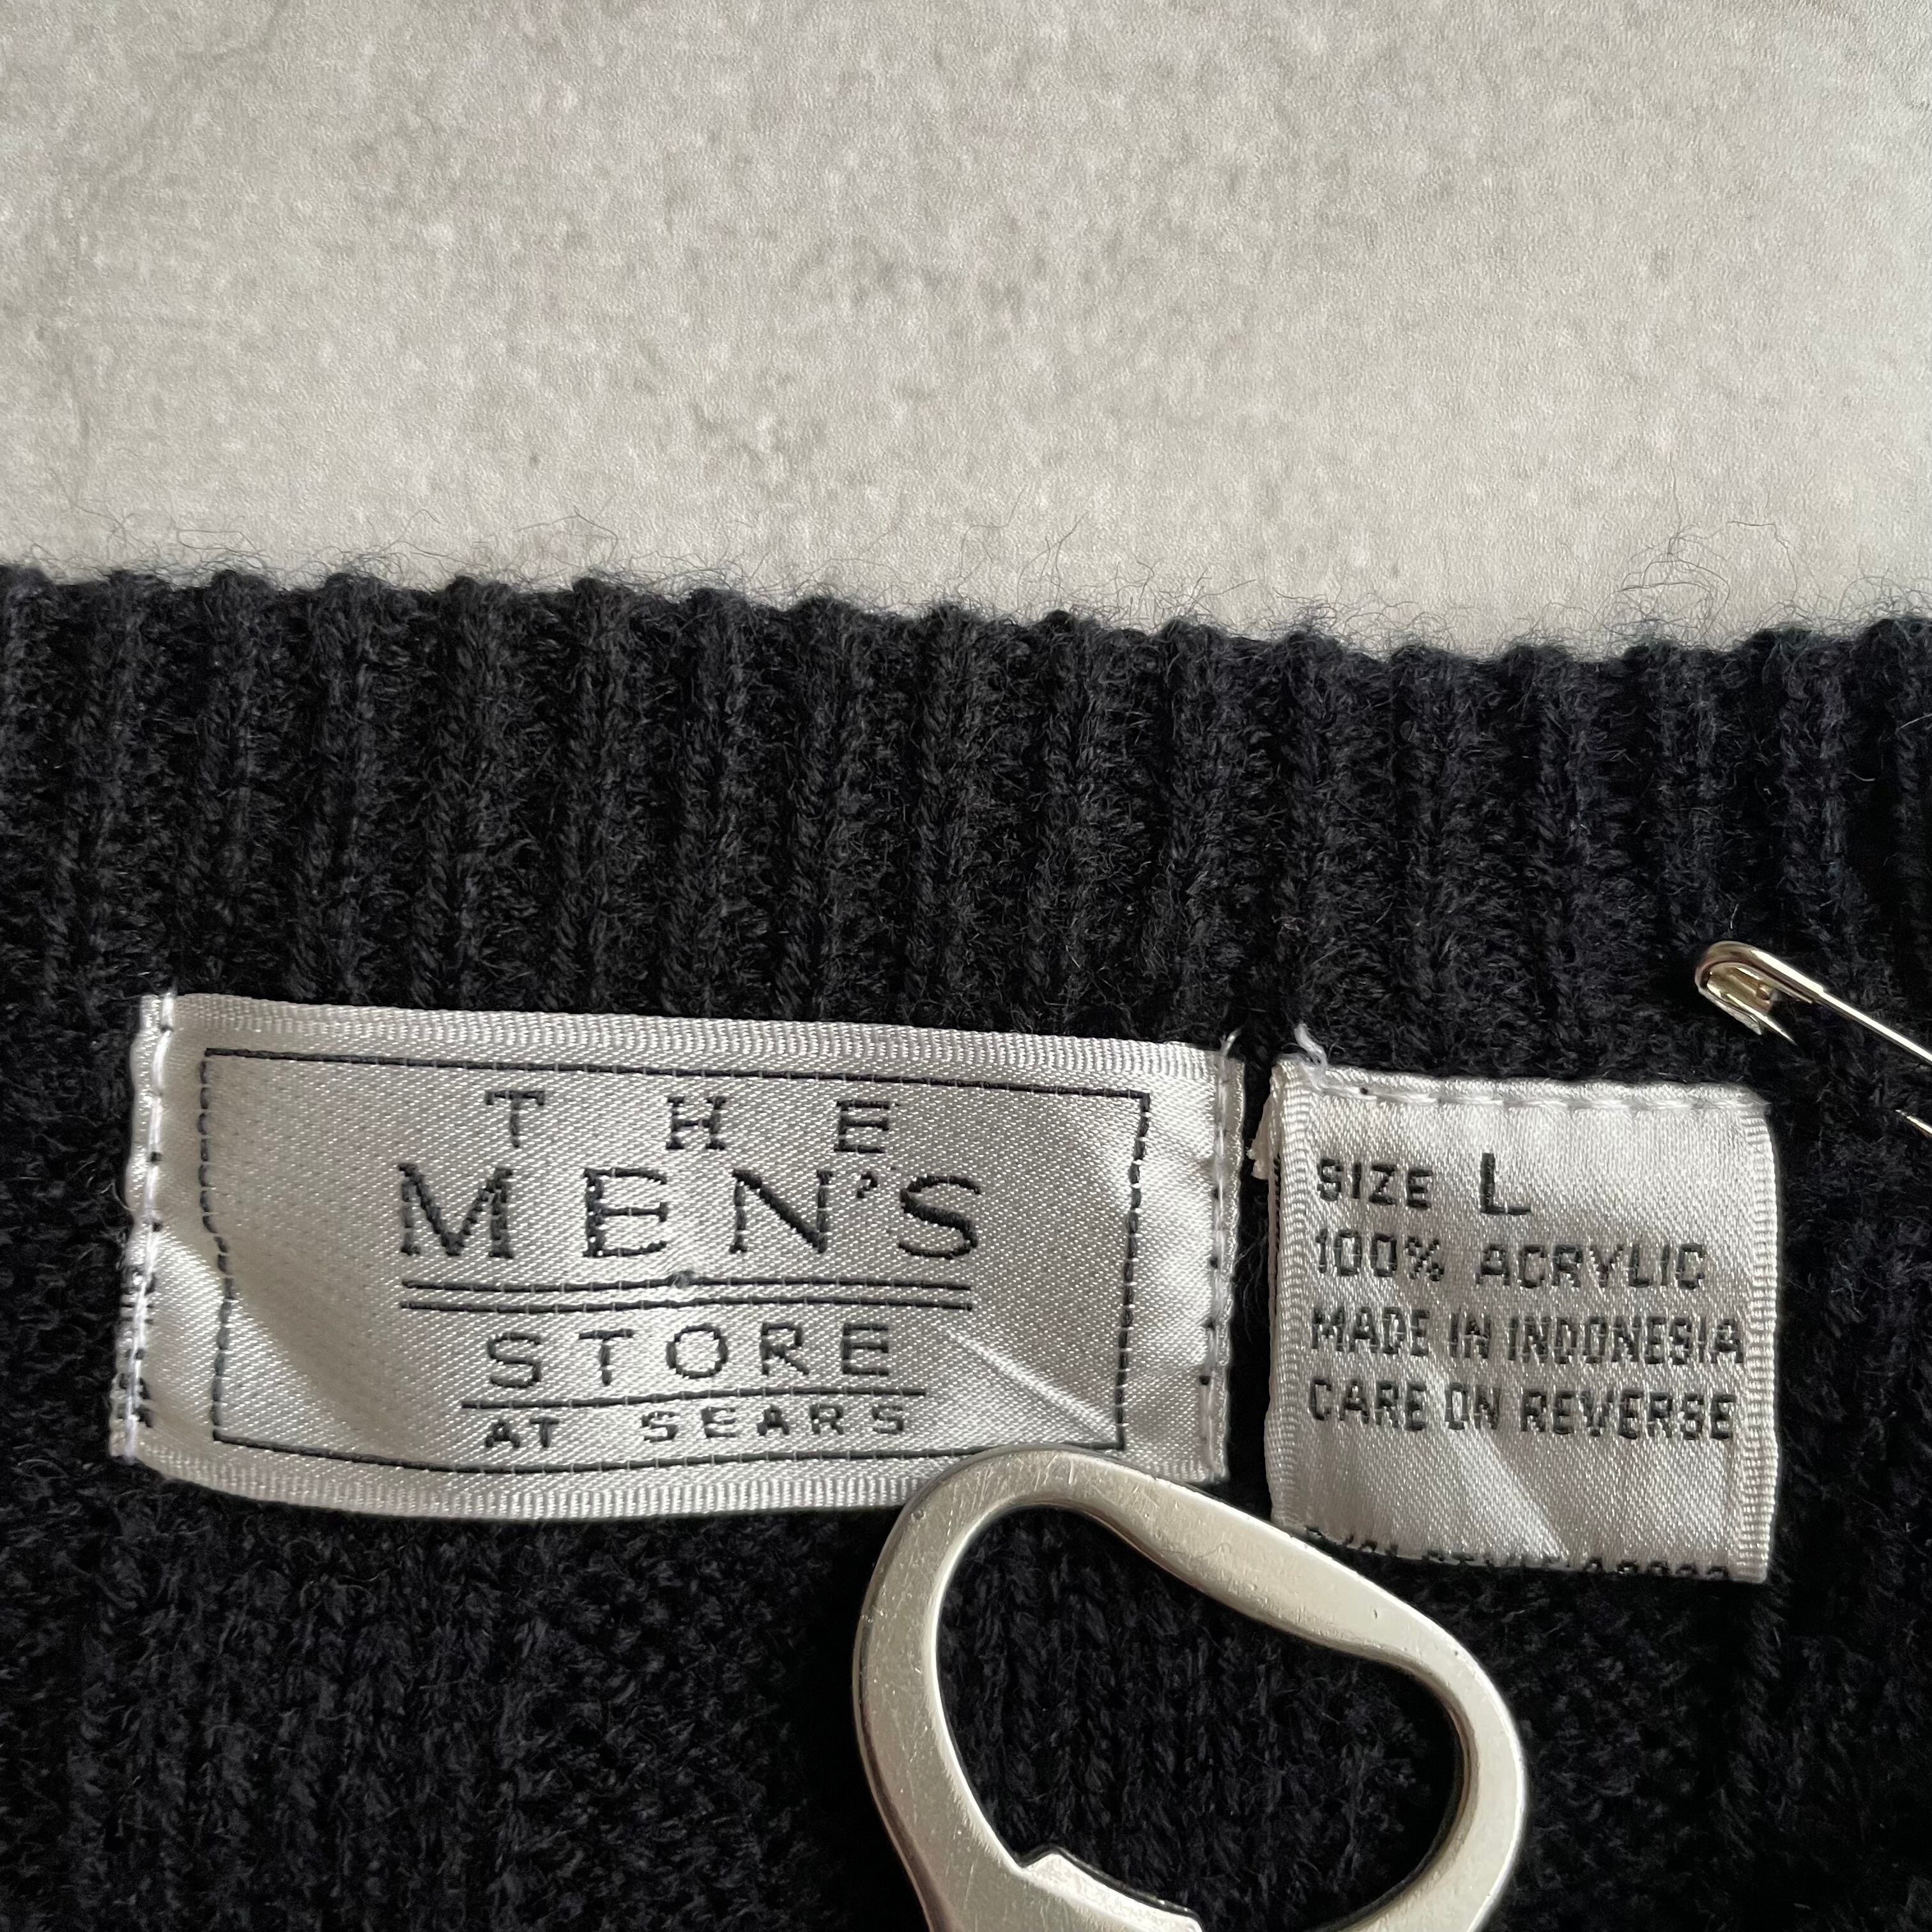 THE
MEN'S
STORE
AT SEARS
SIZE L
100% ACRYLIC
MADE IN INDONESIA
CARE ON REVERSE